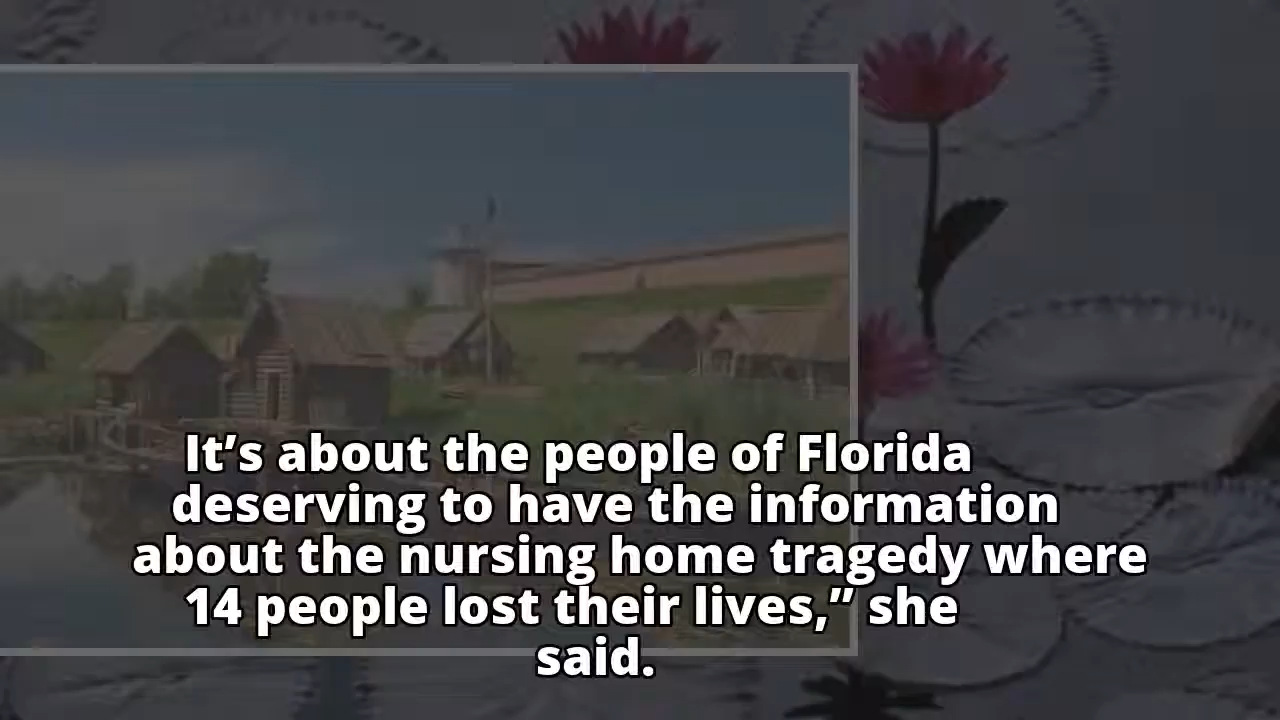 It’s about the people of Florida
deserving to have the information
about the nursing home tragedy where
14 people lost their lives,” she
said.